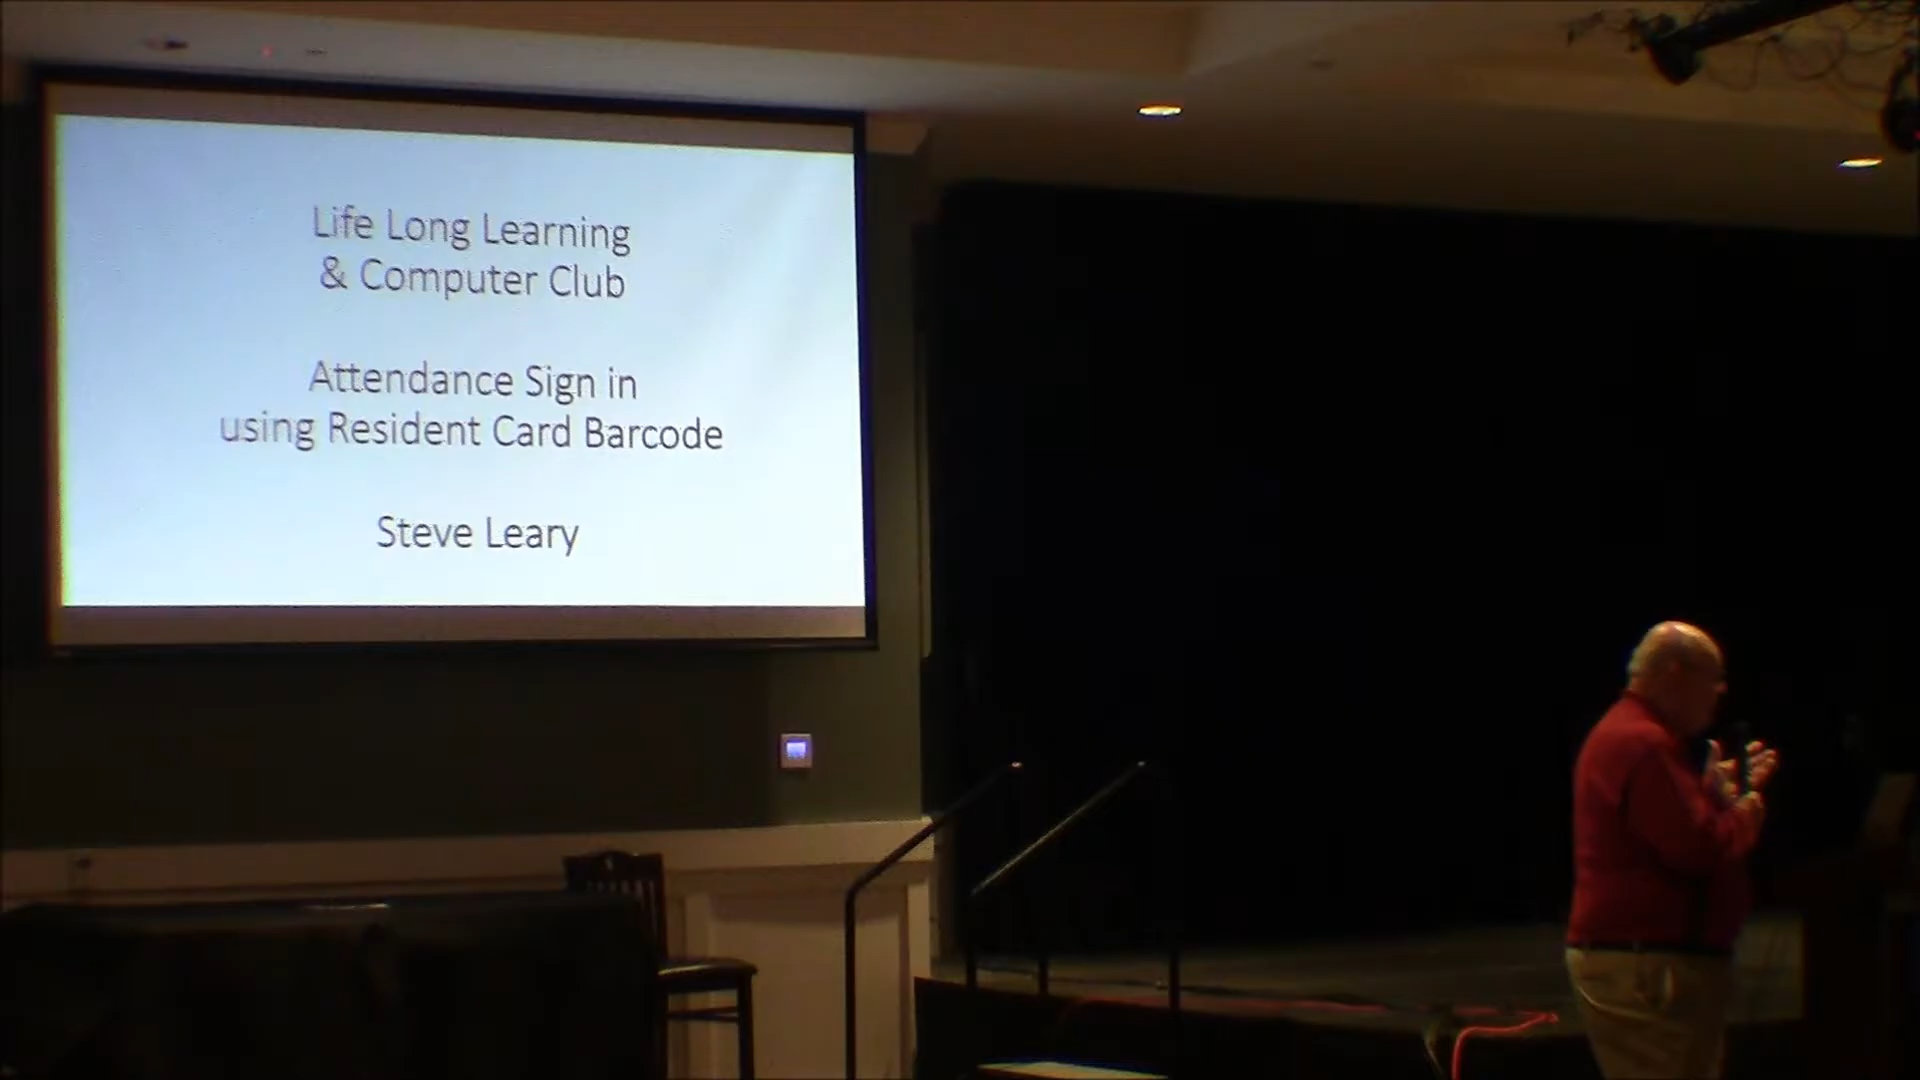 Life Long Learning
& Computer Club
Attendance Sign in
using Resident Card Barcode
Steve Leary